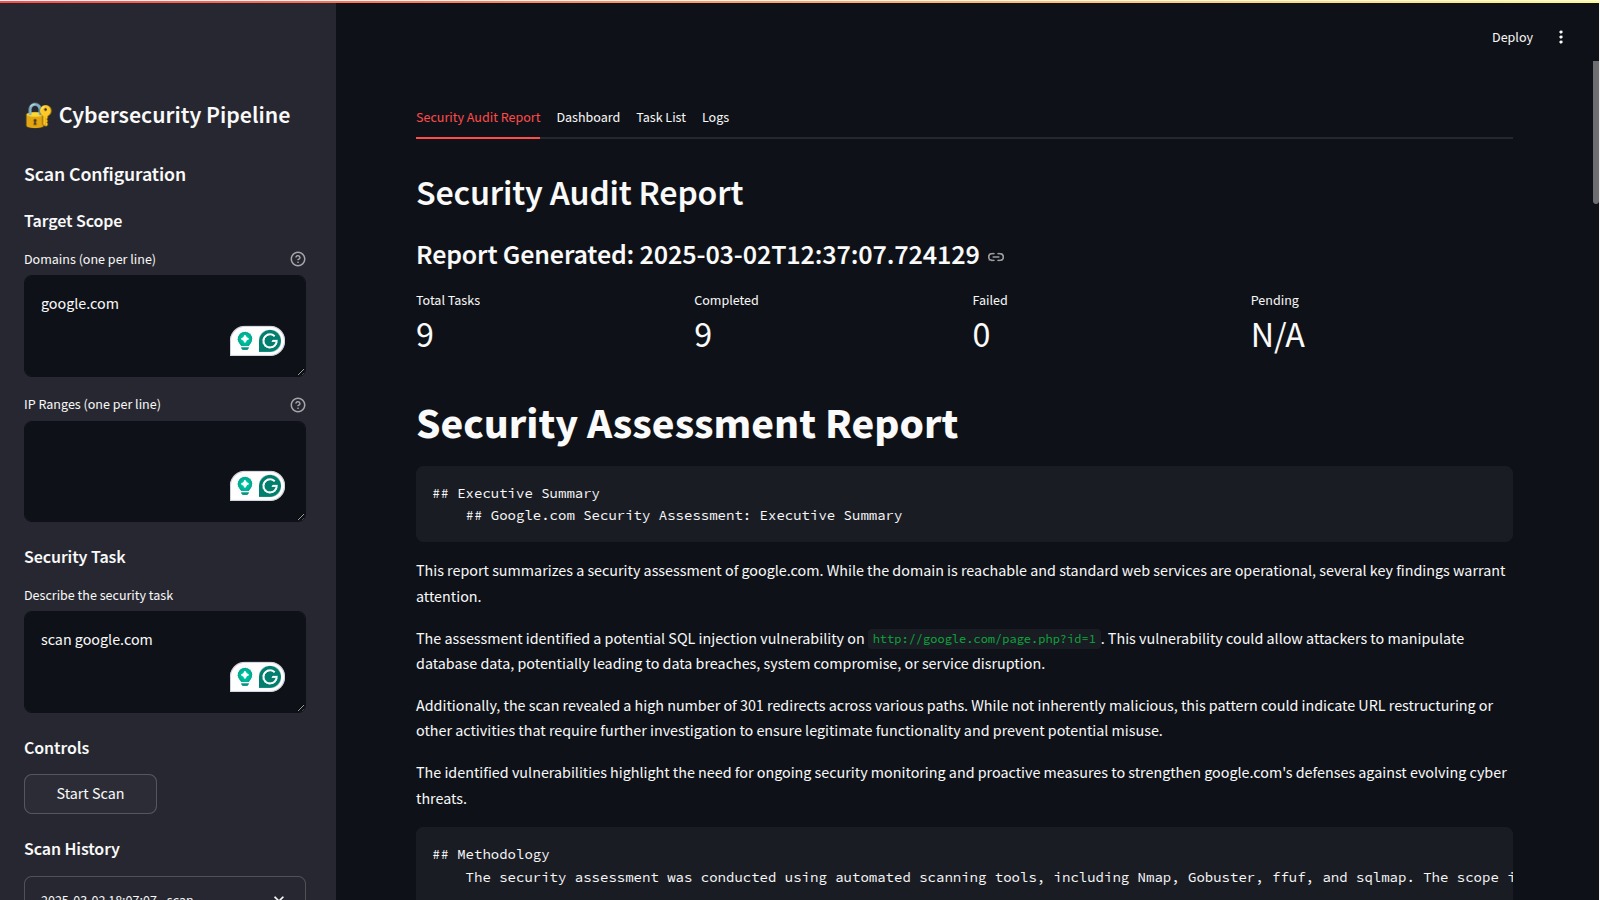 Deploy
🔐 Cybersecurity Pipeline
Scan Configuration
Target Scope
Domains (one per line)
google.com
IP Ranges (one per line)
Security Task
Describe the security task
scan google.com
Controls
Start Scan
Scan History
2025-03-02 18:07:07 - scan
Security Audit Report
Dashboard
Task List
Logs
Security Audit Report
Report Generated: 2025-03-02T12:37:07.724129
Total Tasks
9
Completed
9
Failed
0
Pending
N/A
Security Assessment Report
## Executive Summary
## Google.com Security Assessment: Executive Summary
This report summarizes a security assessment of google.com. While the domain is reachable and standard web services are operational, several key findings warrant
attention.
The assessment identified a potential SQL injection vulnerability on http://google.com/page.php?id=1 . This vulnerability could allow attackers to manipulate
database data, potentially leading to data breaches, system compromise, or service disruption.
Additionally, the scan revealed a high number of 301 redirects across various paths. While not inherently malicious, this pattern could indicate URL restructuring or
other activities that require further investigation to ensure legitimate functionality and prevent potential misuse.
The identified vulnerabilities highlight the need for ongoing security monitoring and proactive measures to strengthen google.com's defenses against evolving cyber
threats.
## Methodology
The security assessment was conducted using automated scanning tools, including Nmap, Gobuster, ffuf, and sqlmap. The scope